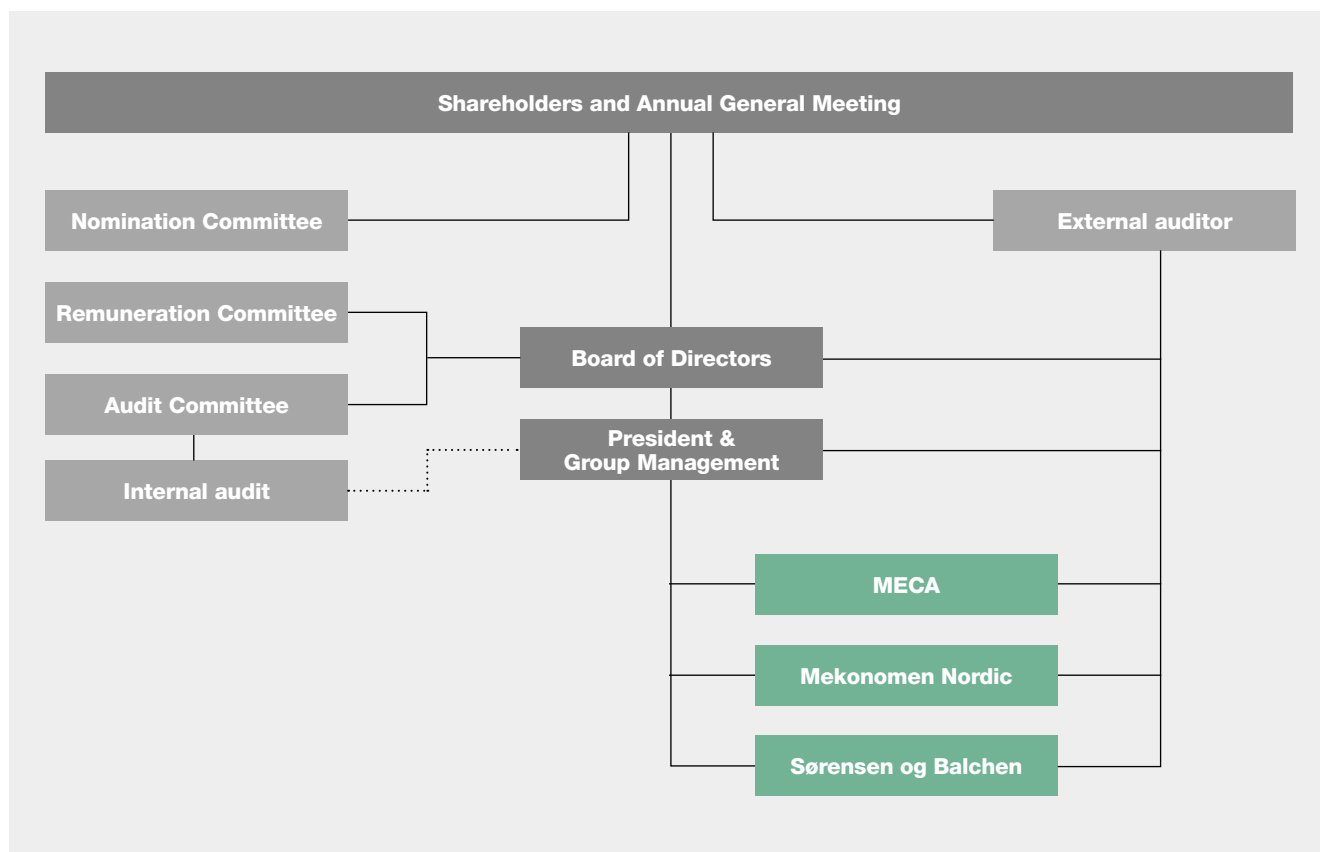 Shareholders and Annual General Meeting
Nomination Committee
External auditor
Remuneration Committee
Board of Directors
Audit Committee
President &
Group Management
Internal audit
MECA
Mekonomen Nordic
Sørensen og Balchen